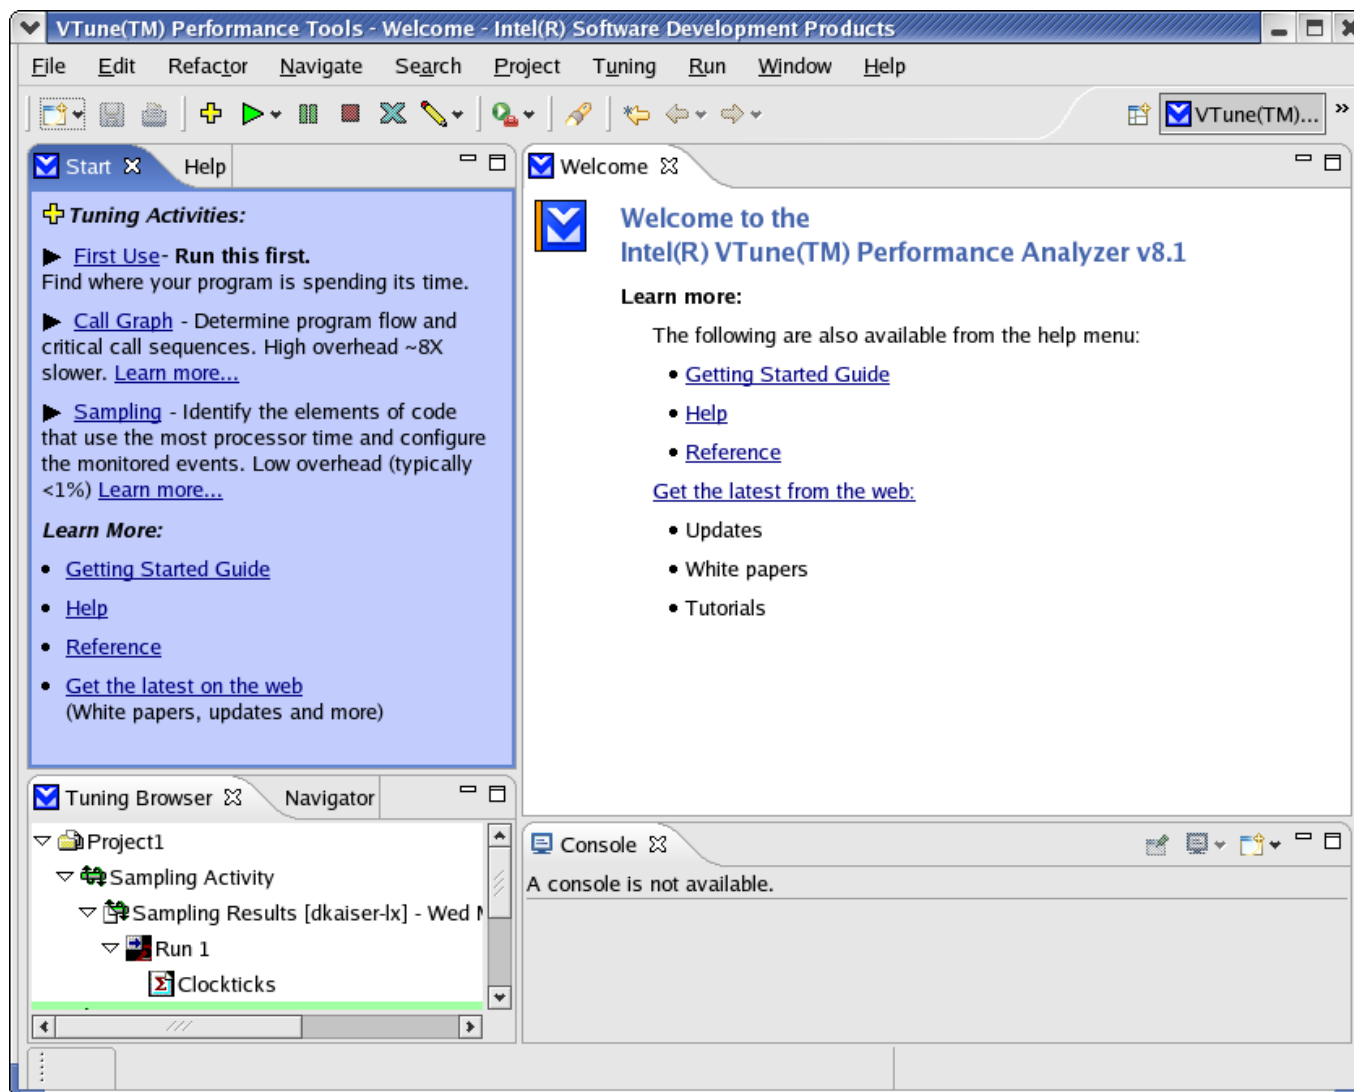 VTune(TM) Performance Tools - Welcome - Intel(R) Software Development Products
File Edit Refactor Navigate Search Project Tuning Run Window Help
VTune(TM)... »
Start Help
Tuning Activities:
First Use- Run this first.
Find where your program is spending its time.
Call Graph - Determine program flow and
critical call sequences. High overhead ~8X
slower. Learn more...
Sampling - Identify the elements of code
that use the most processor time and configure
the monitored events. Low overhead (typically
<1%) Learn more...
Learn More:
• Getting Started Guide
• Help
• Reference
• Get the latest on the web
(White papers, updates and more)
Welcome
Welcome to the
Intel(R) VTune(TM) Performance Analyzer v8.1
Learn more:
The following are also available from the help menu:
• Getting Started Guide
• Help
• Reference
Get the latest from the web:
• Updates
• White papers
• Tutorials
Tuning Browser Navigator
Project1
Sampling Activity
Sampling Results [dkaiser-lx] - Wed
Run 1
Clockticks
Console
A console is not available.